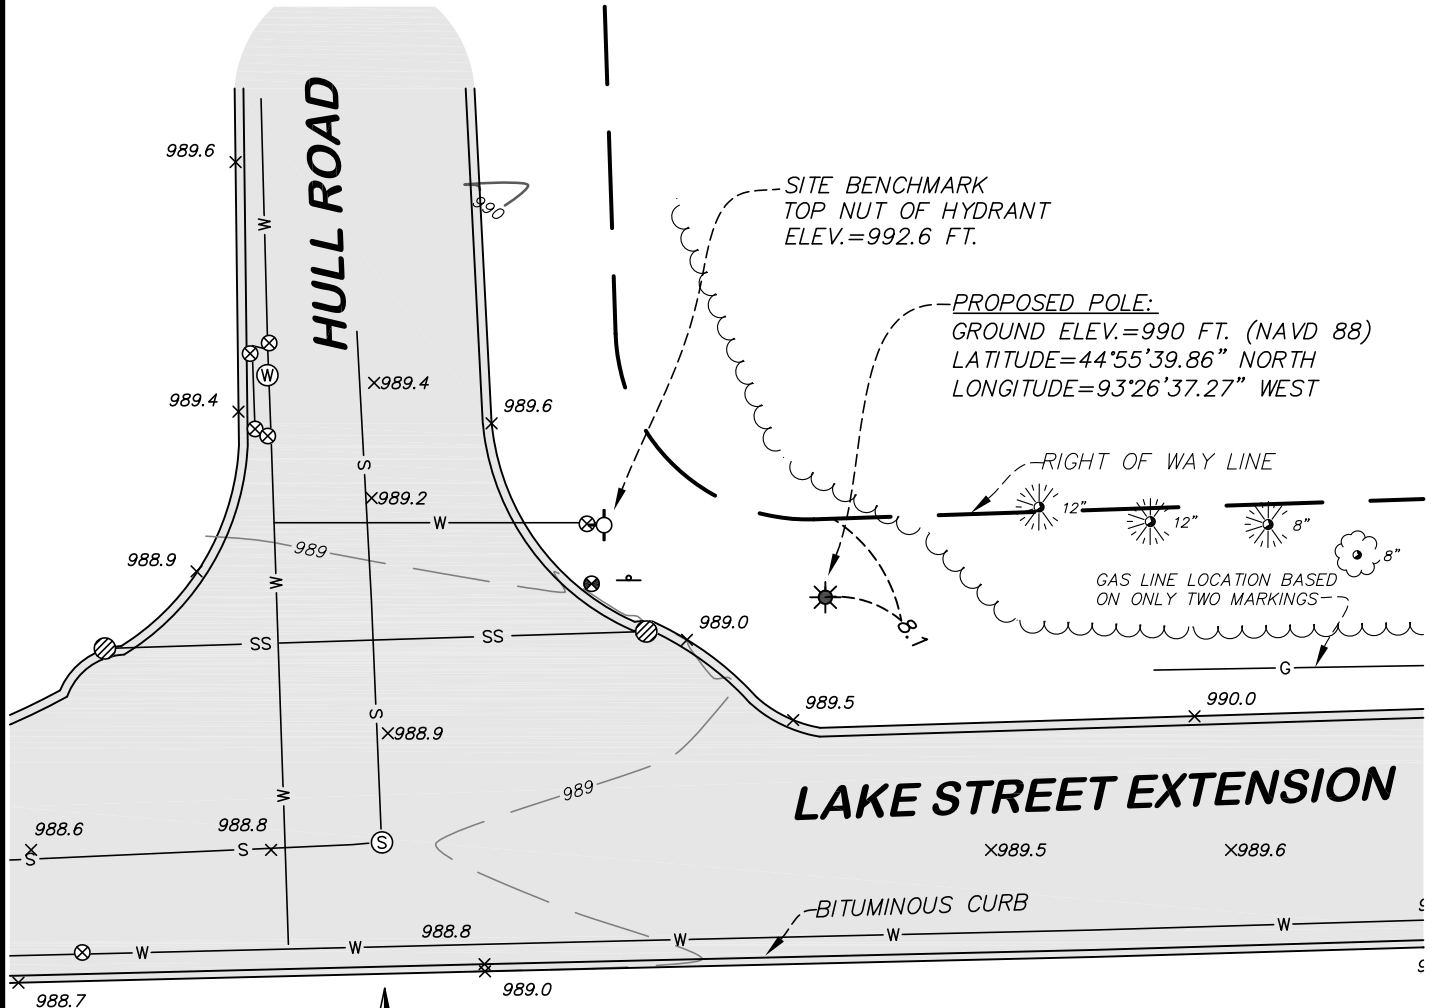 HULL ROAD
989.6
W
990
SITE BENCHMARK
TOP NUT OF HYDRANT
ELEV.=992.6 FT.
PROPOSED POLE:
GROUND ELEV.=990 FT. (NAVD 88)
LATITUDE=44°55'39.86" NORTH
LONGITUDE=93°26'37.27" WEST
W
989.4
989.4
989.6
S
RIGHT OF WAY LINE
989.2
W
12"
12"
8"
8"
988.9
989
W
GAS LINE LOCATION BASED
ON ONLY TWO MARKINGS
SS
SS
989.0
8.1
G
989.5
990.0
S
988.9
LAKE STREET EXTENSION
989
W
988.6
988.8
S
S
S
989.5
989.6
BITUMINOUS CURB
988.8
W
W
W
W
W
988.7
989.0